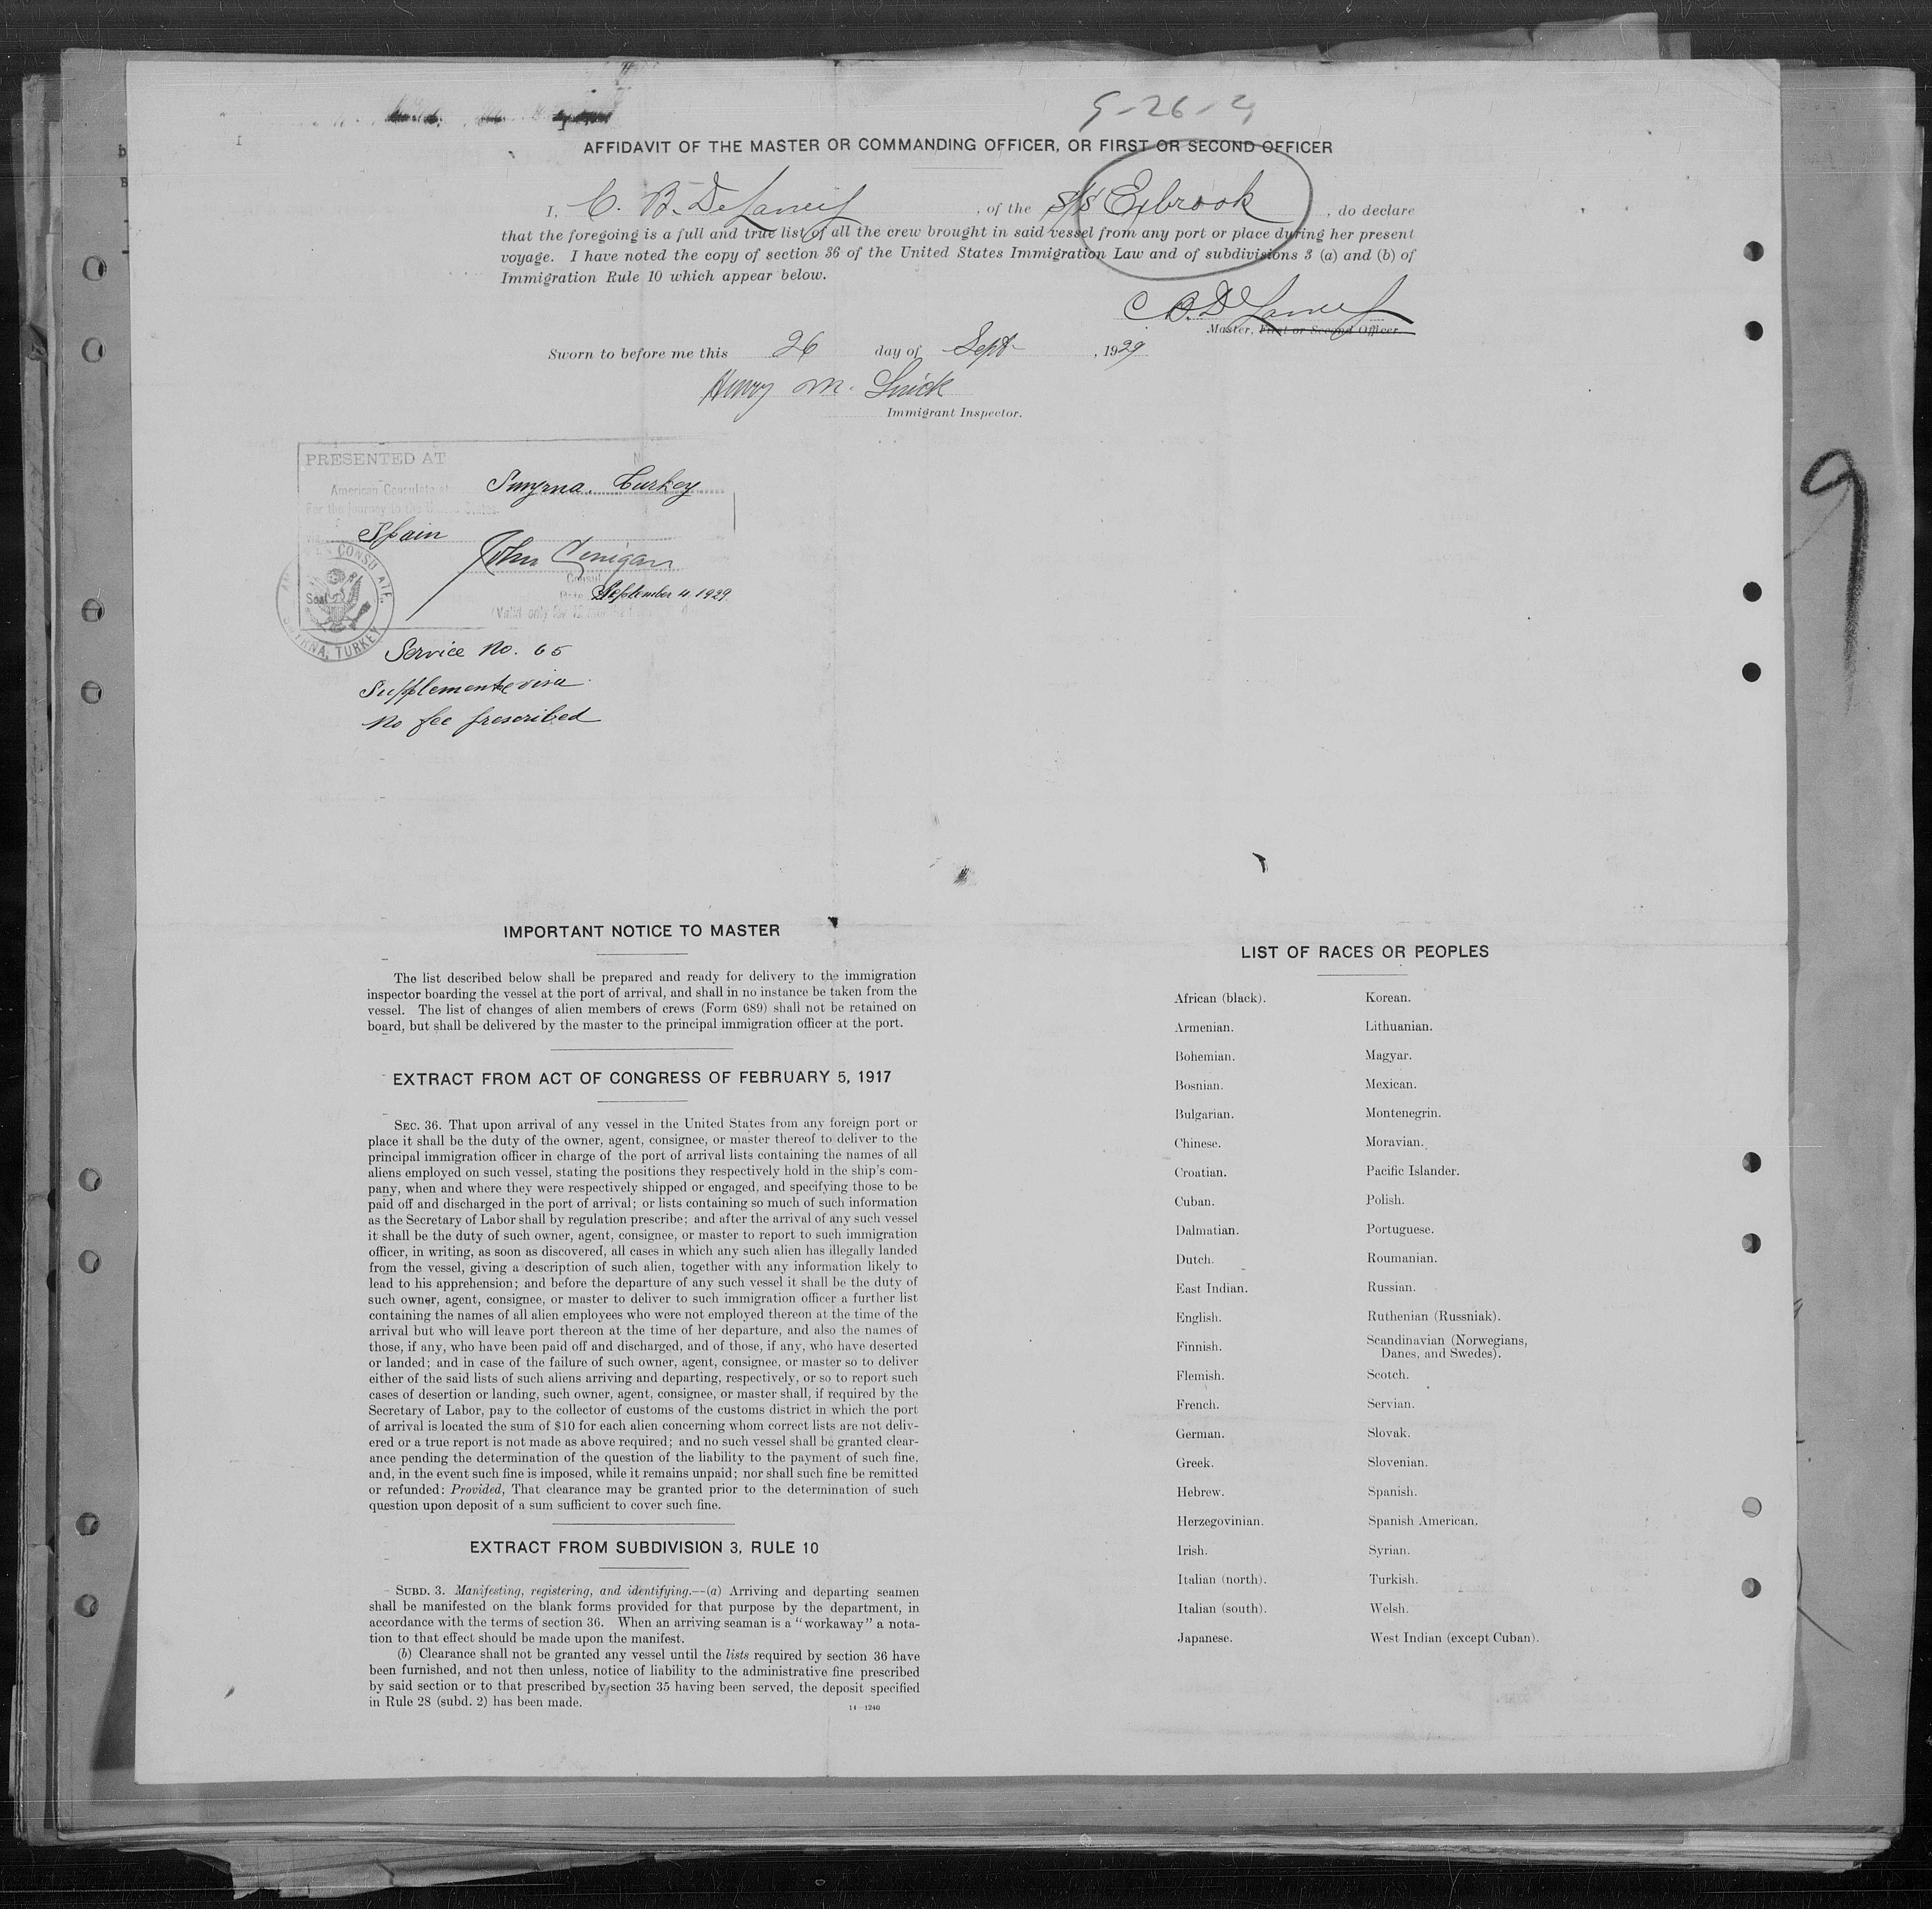 9-26-29
AFFIDAVIT OF THE MASTER OR COMMANDING OFFICER, OR FIRST OR SECOND OFFICER
I, C. B. DeLaney, of the S/S Exbrook, do declare
that the foregoing is a full and true list of all the crew brought in said vessel from any port or place during her present
voyage. I have noted the copy of section 36 of the United States Immigration Law and of subdivisions 3 (a) and (b) of
Immigration Rule 10 which appear below.
C B. DeLaney
Master, First or Second Officer
Sworn to before me this 26 day of Sept-, 1929
Henry M.
Immigrant Inspector.
PRESENTED AT
American Consulate at Smyrna, Turkey
For the journey to the United States.
Spain
John Corrigan
Consul
Date September 4, 1929
(Valid only for 12 months
Seal
CONSULATE.
SMYRNA, TURKEY
Service No. 65
Supplemental visa
No fee prescribed
9
IMPORTANT NOTICE TO MASTER
The list described below shall be prepared and ready for delivery to the immigration
inspector boarding the vessel at the port of arrival, and shall in no instance be taken from the
vessel. The list of changes of alien members of crews (Form 689) shall not be retained on
board, but shall be delivered by the master to the principal immigration officer at the port.
EXTRACT FROM ACT OF CONGRESS OF FEBRUARY 5, 1917
SEC. 36. That upon arrival of any vessel in the United States from any foreign port or
place it shall be the duty of the owner, agent, consignee, or master thereof to deliver to the
principal immigration officer in charge of the port of arrival lists containing the names of all
aliens employed on such vessel, stating the positions they respectively hold in the ship's com-
pany, when and where they were respectively shipped or engaged, and specifying those to be
paid off and discharged in the port of arrival; or lists containing so much of such information
as the Secretary of Labor shall by regulation prescribe; and after the arrival of any such vessel
it shall be the duty of such owner, agent, consignee, or master to report to such immigration
officer, in writing, as soon as discovered, all cases in which any such alien has illegally landed
from the vessel, giving a description of such alien, together with any information likely to
lead to his apprehension; and before the departure of any such vessel it shall be the duty of
such owner, agent, consignee, or master to deliver to such immigration officer a further list
containing the names of all alien employees who were not employed thereon at the time of the
arrival but who will leave port thereon at the time of her departure, and also the names of
those, if any, who have been paid off and discharged, and of those, if any, who have deserted
or landed; and in case of the failure of such owner, agent, consignee, or master so to deliver
either of the said lists of such aliens arriving and departing, respectively, or so to report such
cases of desertion or landing, such owner, agent, consignee, or master shall, if required by the
Secretary of Labor, pay to the collector of customs of the customs district in which the port
of arrival is located the sum of $10 for each alien concerning whom correct lists are not deliv-
ered or a true report is not made as above required; and no such vessel shall be granted clear-
ance pending the determination of the question of the liability to the payment of such fine,
and, in the event such fine is imposed, while it remains unpaid; nor shall such fine be remitted
or refunded: Provided, That clearance may be granted prior to the determination of such
question upon deposit of a sum sufficient to cover such fine.
EXTRACT FROM SUBDIVISION 3, RULE 10
SUBD. 3. Manifesting, registering, and identifying.--(a) Arriving and departing seamen
shall be manifested on the blank forms provided for that purpose by the department, in
accordance with the terms of section 36. When an arriving seaman is a "workaway" a nota-
tion to that effect should be made upon the manifest.
(b) Clearance shall not be granted any vessel until the lists required by section 36 have
been furnished, and not then unless, notice of liability to the administrative fine prescribed
by said section or to that prescribed by section 35 having been served, the deposit specified
in Rule 28 (subd. 2) has been made.
14—1240
LIST OF RACES OR PEOPLES
African (black).
Armenian.
Bohemian.
Bosnian.
Bulgarian.
Chinese.
Croatian.
Cuban.
Dalmatian.
Dutch.
East Indian.
English.
Finnish.
Flemish.
French.
German.
Greek.
Hebrew.
Herzegovinian.
Irish.
Italian (north).
Italian (south).
Japanese.
Korean.
Lithuanian.
Magyar.
Mexican.
Montenegrin.
Moravian.
Pacific Islander.
Polish.
Portuguese.
Roumanian.
Russian.
Ruthenian (Russniak).
Scandinavian (Norwegians,
Danes, and Swedes).
Scotch.
Servian.
Slovak.
Slovenian.
Spanish.
Spanish American.
Syrian.
Turkish.
Welsh.
West Indian (except Cuban).